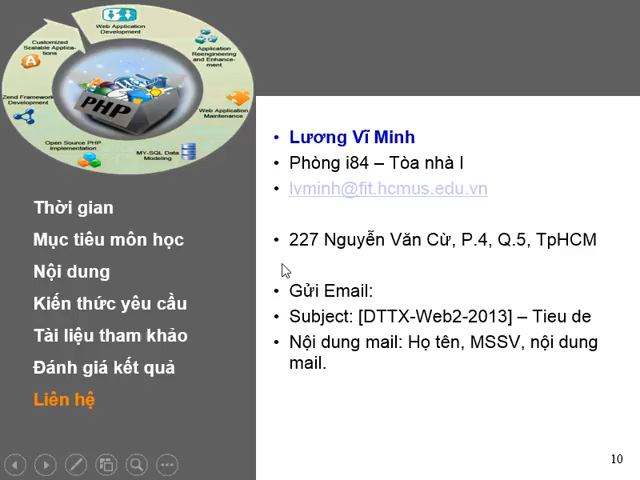 Web Application
Development
Customized
Scalable Applica-
tions
Application
Reengineering
and Enhance-
ment
Zend Framework
Development
Web Application
Maintenance
Open Source PHP
Implementation
MY-SQL Data
Modeling
PHP
Thời gian
Mục tiêu môn học
Nội dung
Kiến thức yêu cầu
Tài liệu tham khảo
Đánh giá kết quả
Liên hệ
• Lương Vĩ Minh
• Phòng i84 – Tòa nhà I
• lvminh@fit.hcmus.edu.vn
• 227 Nguyễn Văn Cừ, P.4, Q.5, TpHCM
• Gửi Email:
• Subject: [DTTX-Web2-2013] – Tieu de
• Nội dung mail: Họ tên, MSSV, nội dung
mail.
10